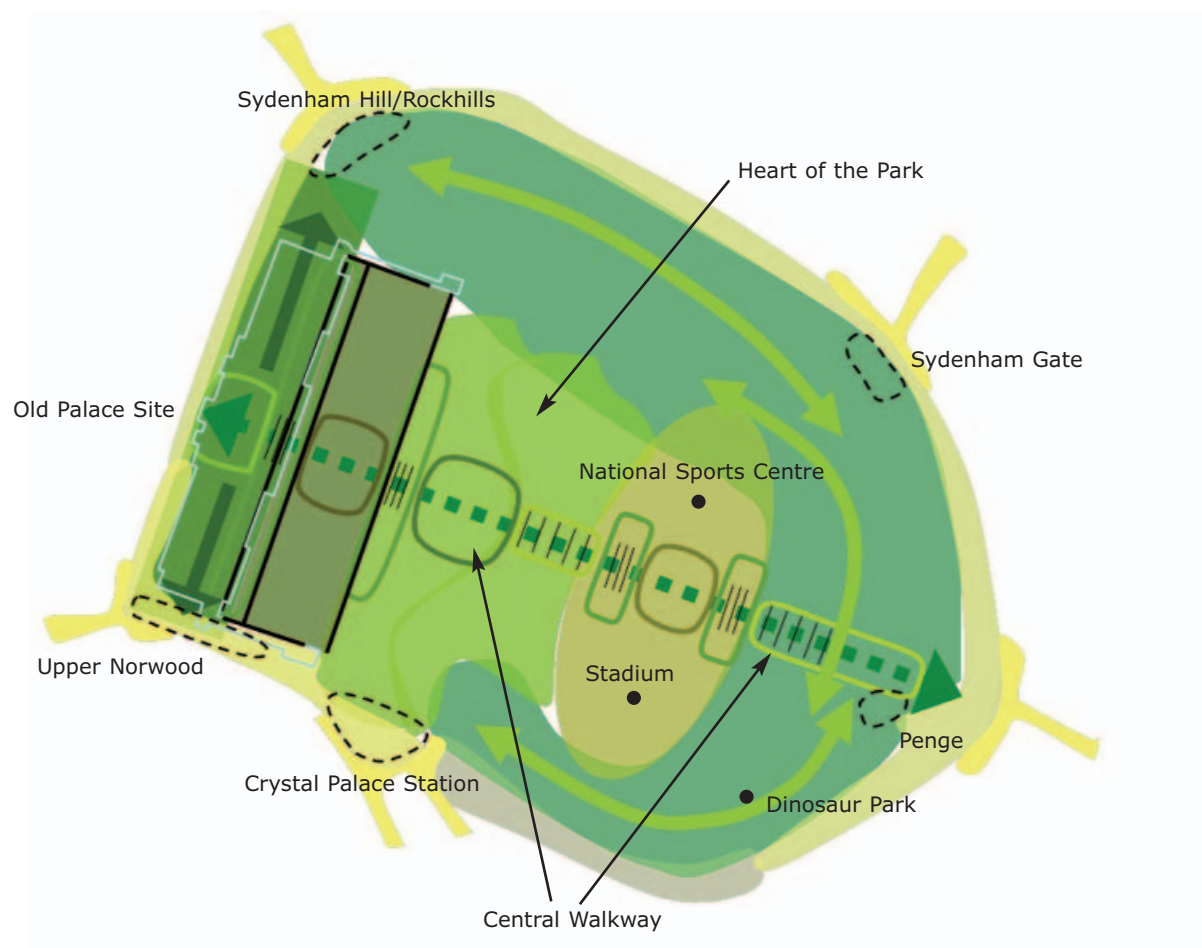 Sydenham Hill/Rockhills
Heart of the Park
Sydenham Gate
Old Palace Site
National Sports Centre
Upper Norwood
Stadium
Penge
Crystal Palace Station
Dinosaur Park
Central Walkway